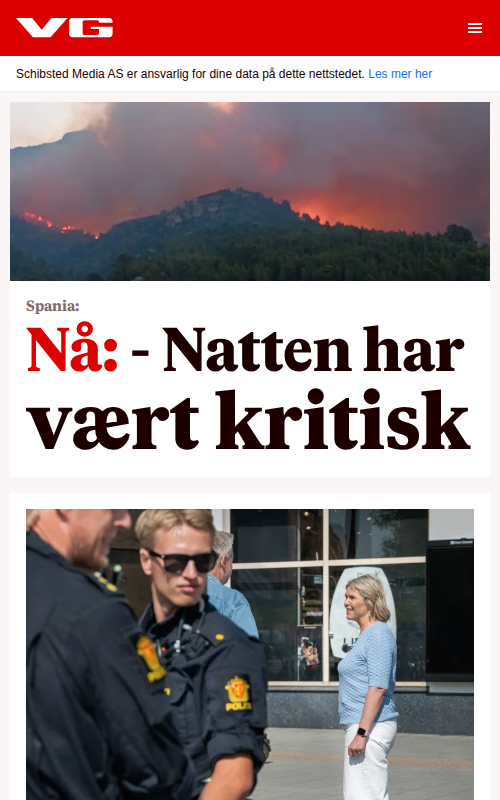 VG
Schibsted Media AS er ansvarlig for dine data på dette nettstedet. Les mer her
Spania:
Nå: - Natten har
vært kritisk
POLITI